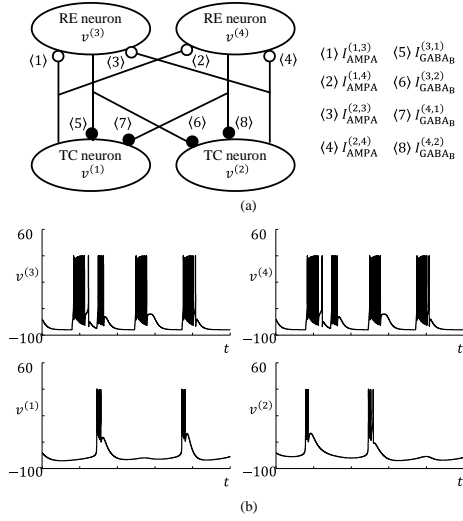 RE neuron RE neuron
v^(3) v^(4)
⟨1⟩ ⟨3⟩ ⟨2⟩ ⟨4⟩
⟨5⟩ ⟨7⟩ ⟨6⟩ ⟨8⟩
TC neuron TC neuron
v^(1) v^(2)
⟨1⟩ I_AMPA^(1,3) ⟨5⟩ I_GABA_B^(3,1)
⟨2⟩ I_AMPA^(1,4) ⟨6⟩ I_GABA_B^(3,2)
⟨3⟩ I_AMPA^(2,3) ⟨7⟩ I_GABA_B^(4,1)
⟨4⟩ I_AMPA^(2,4) ⟨8⟩ I_GABA_B^(4,2)
(a)
60 60
v^(3) v^(4)
−100 t −100 t
60 60
v^(1) v^(2)
−100 t −100 t
(b)